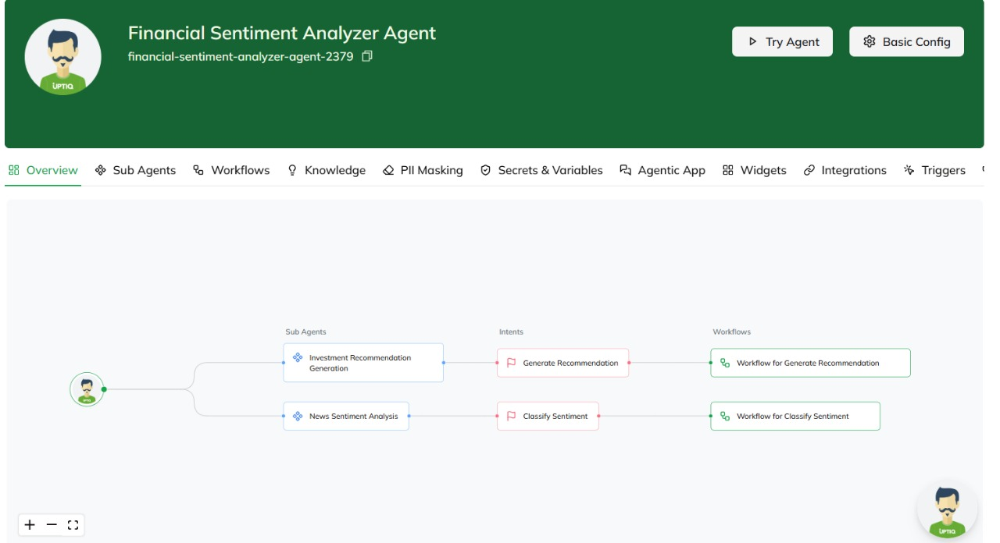 Financial Sentiment Analyzer Agent
financial-sentiment-analyzer-agent-2379
Try Agent
Basic Config
UPTIQ
Overview
Sub Agents
Workflows
Knowledge
PII Masking
Secrets & Variables
Agentic App
Widgets
Integrations
Triggers
Sub Agents
Intents
Workflows
Investment Recommendation
Generation
Generate Recommendation
Workflow for Generate Recommendation
News Sentiment Analysis
Classify Sentiment
Workflow for Classify Sentiment
UPTIQ